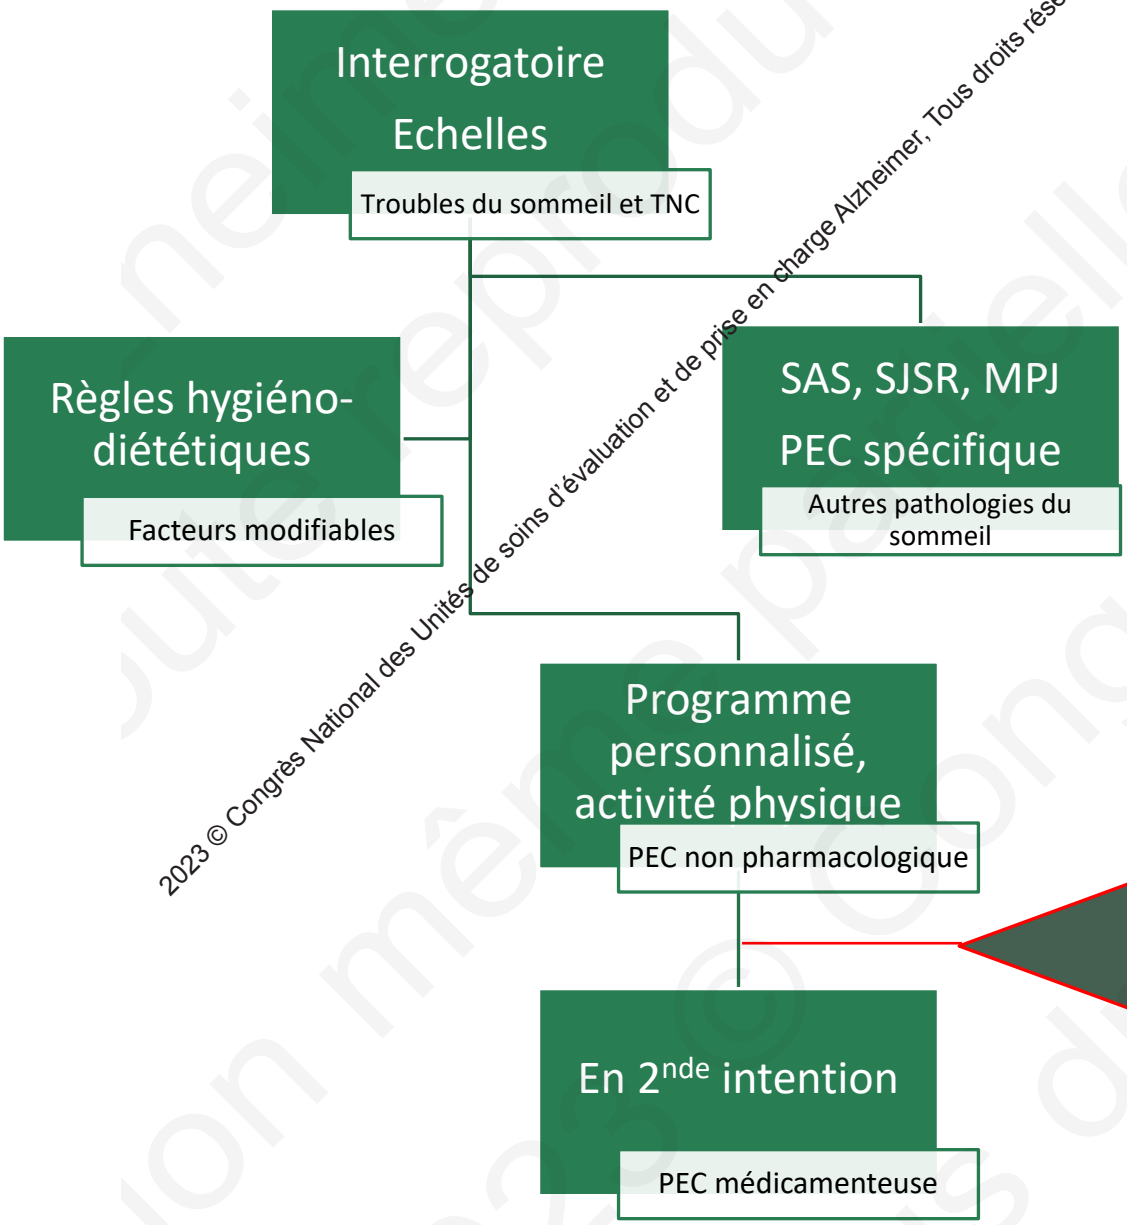 Interrogatoire
Echelles
Troubles du sommeil et TNC
Règles hygiéno-
diététiques
Facteurs modifiables
SAS, SJSR, MPJ
PEC spécifique
Autres pathologies du
sommeil
Programme
personnalisé,
activité physique
PEC non pharmacologique
En 2nde intention
PEC médicamenteuse
2023 © Congrès National des Unités de soins d'évaluation et de prise en charge Alzheimer, Tous droits rése